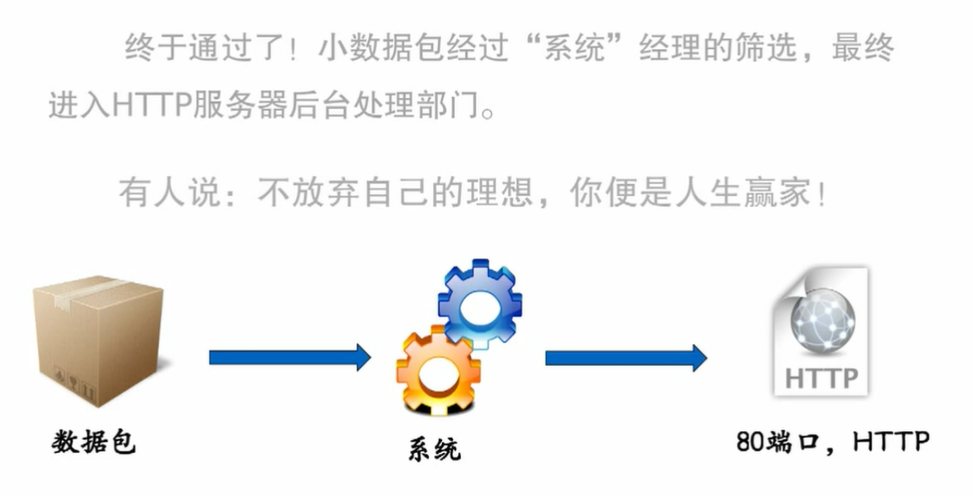 终于通过了！小数据包经过“系统”经理的筛选，最终
进入HTTP服务器后台处理部门。
有人说：不放弃自己的理想，你便是人生赢家！
HTTP
数据包
系统
80端口，HTTP